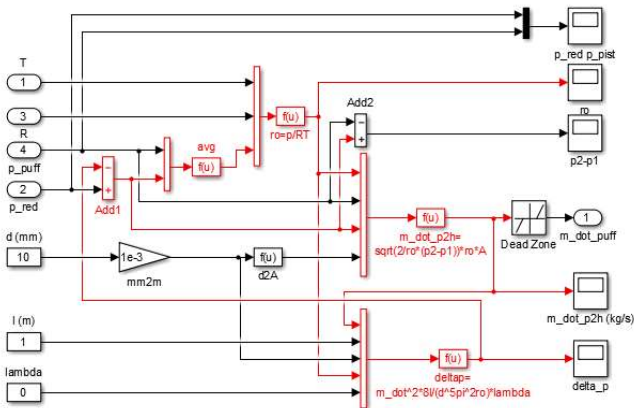 p_red p_pist
T
1
avg
f(u)
f(u)
ro=p/RT
ro
3
R
Add2
4
p_puff
p2-p1
2
p_red
Add1
f(u)
m_dot_p2h=
sqrt(2/ro*(p2-p1))*ro*A
Dead Zone
1
m_dot_puff
d (mm)
10
1e-3
mm2m
f(u)
d2A
m_dot_p2h (kg/s)
l (m)
1
f(u)
deltap=
m_dot^2*8l/(d^5pi^2ro)*lambda
delta_p
lambda
0